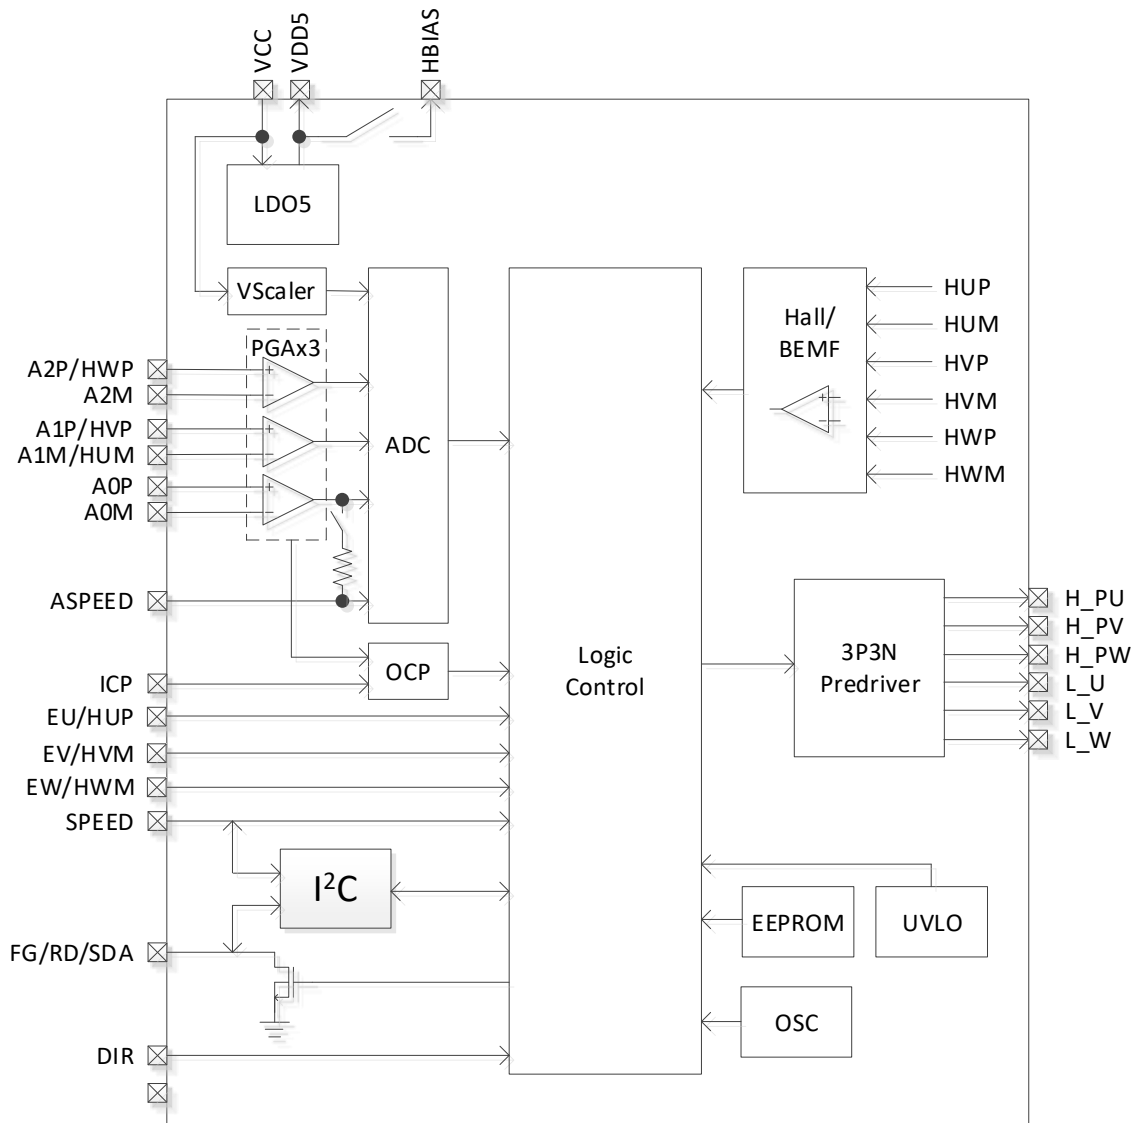 VCC
VDD5
HBIAS
LDO5
VScaler
PGAx3
A2P/HWP
A2M
A1P/HVP
A1M/HUM
A0P
A0M
ASPEED
ICP
EU/HUP
EV/HVM
EW/HWM
SPEED
FG/RD/SDA
DIR
+
−
+
−
+
−
ADC
OCP
I²C
Logic
Control
Hall/
BEMF
+
−
HUP
HUM
HVP
HVM
HWP
HWM
3P3N
Predriver
H_PU
H_PV
H_PW
L_U
L_V
L_W
EEPROM
UVLO
OSC